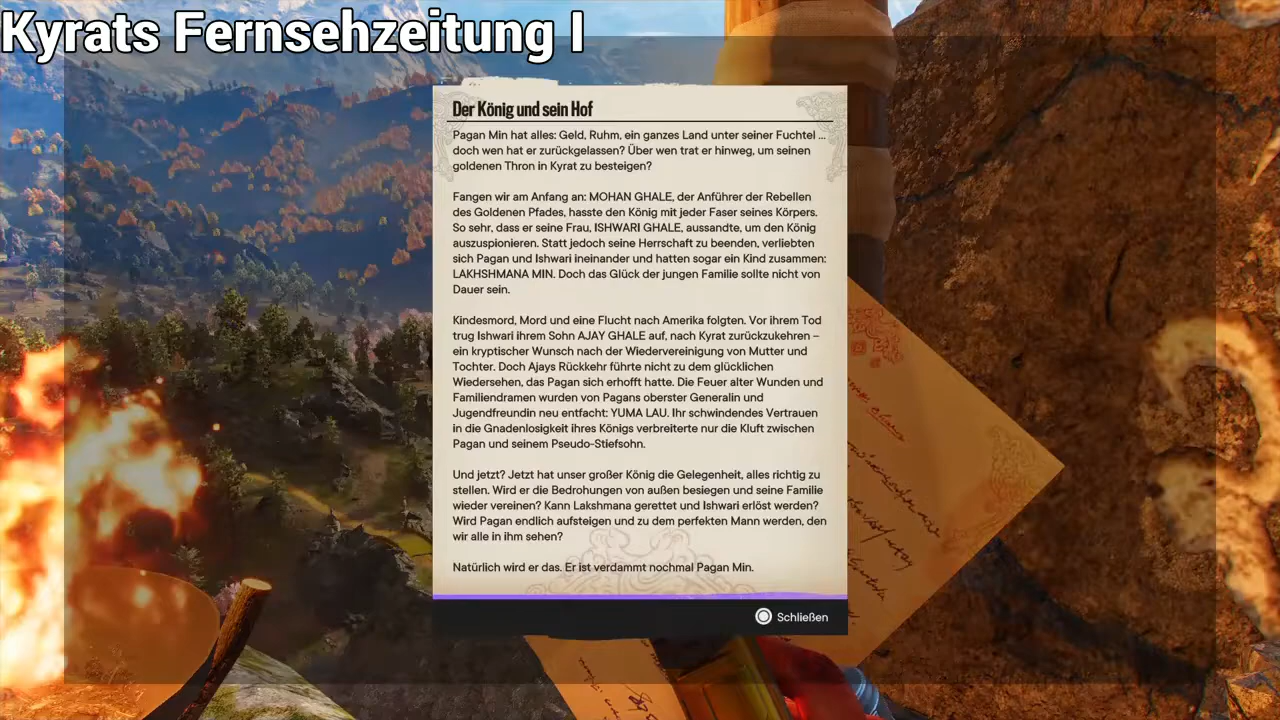 Kyrats Fernsehzeitung I
Der König und sein Hof
Pagan Min hat alles: Geld, Ruhm, ein ganzes Land unter seiner Fuchtel ...
doch wen hat er zurückgelassen? Über wen trat er hinweg, um seinen
goldenen Thron in Kyrat zu besteigen?
Fangen wir am Anfang an: MOHAN GHALE, der Anführer der Rebellen
des Goldenen Pfades, hasste den König mit jeder Faser seines Körpers.
So sehr, dass er seine Frau, ISHWARI GHALE, aussandte, um den König
auszuspionieren. Statt jedoch seine Herrschaft zu beenden, verliebten
sich Pagan und Ishwari ineinander und hatten sogar ein Kind zusammen:
LAKHSHMANA MIN. Doch das Glück der jungen Familie sollte nicht von
Dauer sein.
Kindesmord, Mord und eine Flucht nach Amerika folgten. Vor ihrem Tod
trug Ishwari ihrem Sohn AJAY GHALE auf, nach Kyrat zurückzukehren –
ein kryptischer Wunsch nach der Wiedervereinigung von Mutter und
Tochter. Doch Ajays Rückkehr führte nicht zu dem glücklichen
Wiedersehen, das Pagan sich erhofft hatte. Die Feuer alter Wunden und
Familiendramen wurden von Pagans oberster Generalin und
Jugendfreundin neu entfacht: YUMA LAU. Ihr schwindendes Vertrauen
in die Gnadenlosigkeit ihres Königs verbreiterte nur die Kluft zwischen
Pagan und seinem Pseudo-Stiefsohn.
Und jetzt? Jetzt hat unser großer König die Gelegenheit, alles richtig zu
stellen. Wird er die Bedrohungen von außen besiegen und seine Familie
wieder vereinen? Kann Lakshmana gerettet und Ishwari erlöst werden?
Wird Pagan endlich aufsteigen und zu dem perfekten Mann werden, den
wir alle in ihm sehen?
Natürlich wird er das. Er ist verdammt nochmal Pagan Min.
Schließen